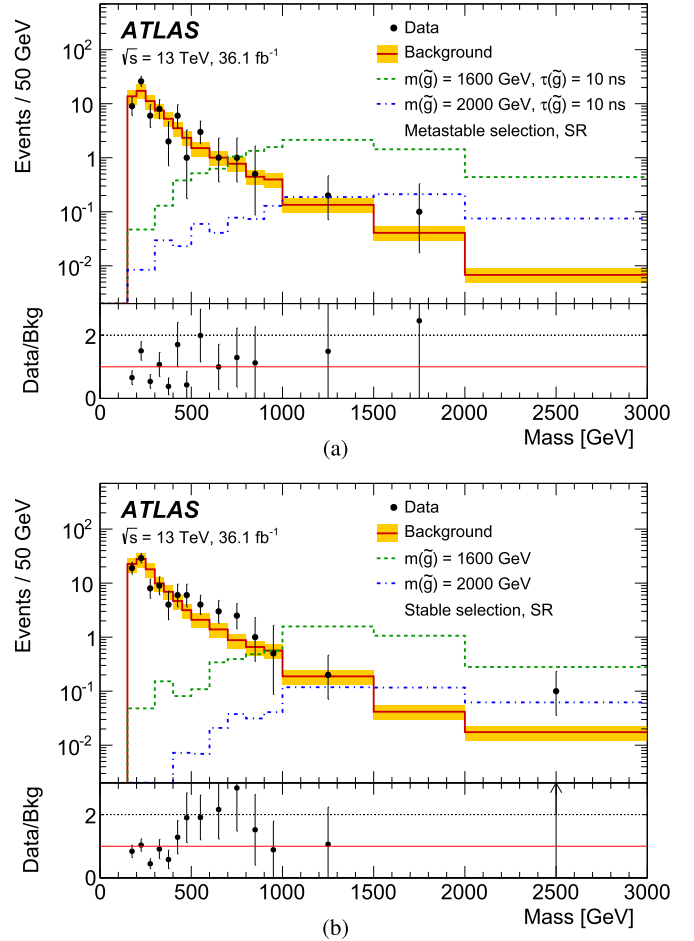 ATLAS
√s = 13 TeV, 36.1 fb⁻¹
Data
Background
m(g̃) = 1600 GeV, τ(g̃) = 10 ns
m(g̃) = 2000 GeV, τ(g̃) = 10 ns
Metastable selection, SR
Events / 50 GeV
10²
10
1
10⁻¹
10⁻²
Data/Bkg
2
0
0 500 1000 1500 2000 2500 3000
Mass [GeV]
(a)
ATLAS
√s = 13 TeV, 36.1 fb⁻¹
Data
Background
m(g̃) = 1600 GeV
m(g̃) = 2000 GeV
Stable selection, SR
Events / 50 GeV
10²
10
1
10⁻¹
10⁻²
Data/Bkg
2
0
0 500 1000 1500 2000 2500 3000
Mass [GeV]
(b)